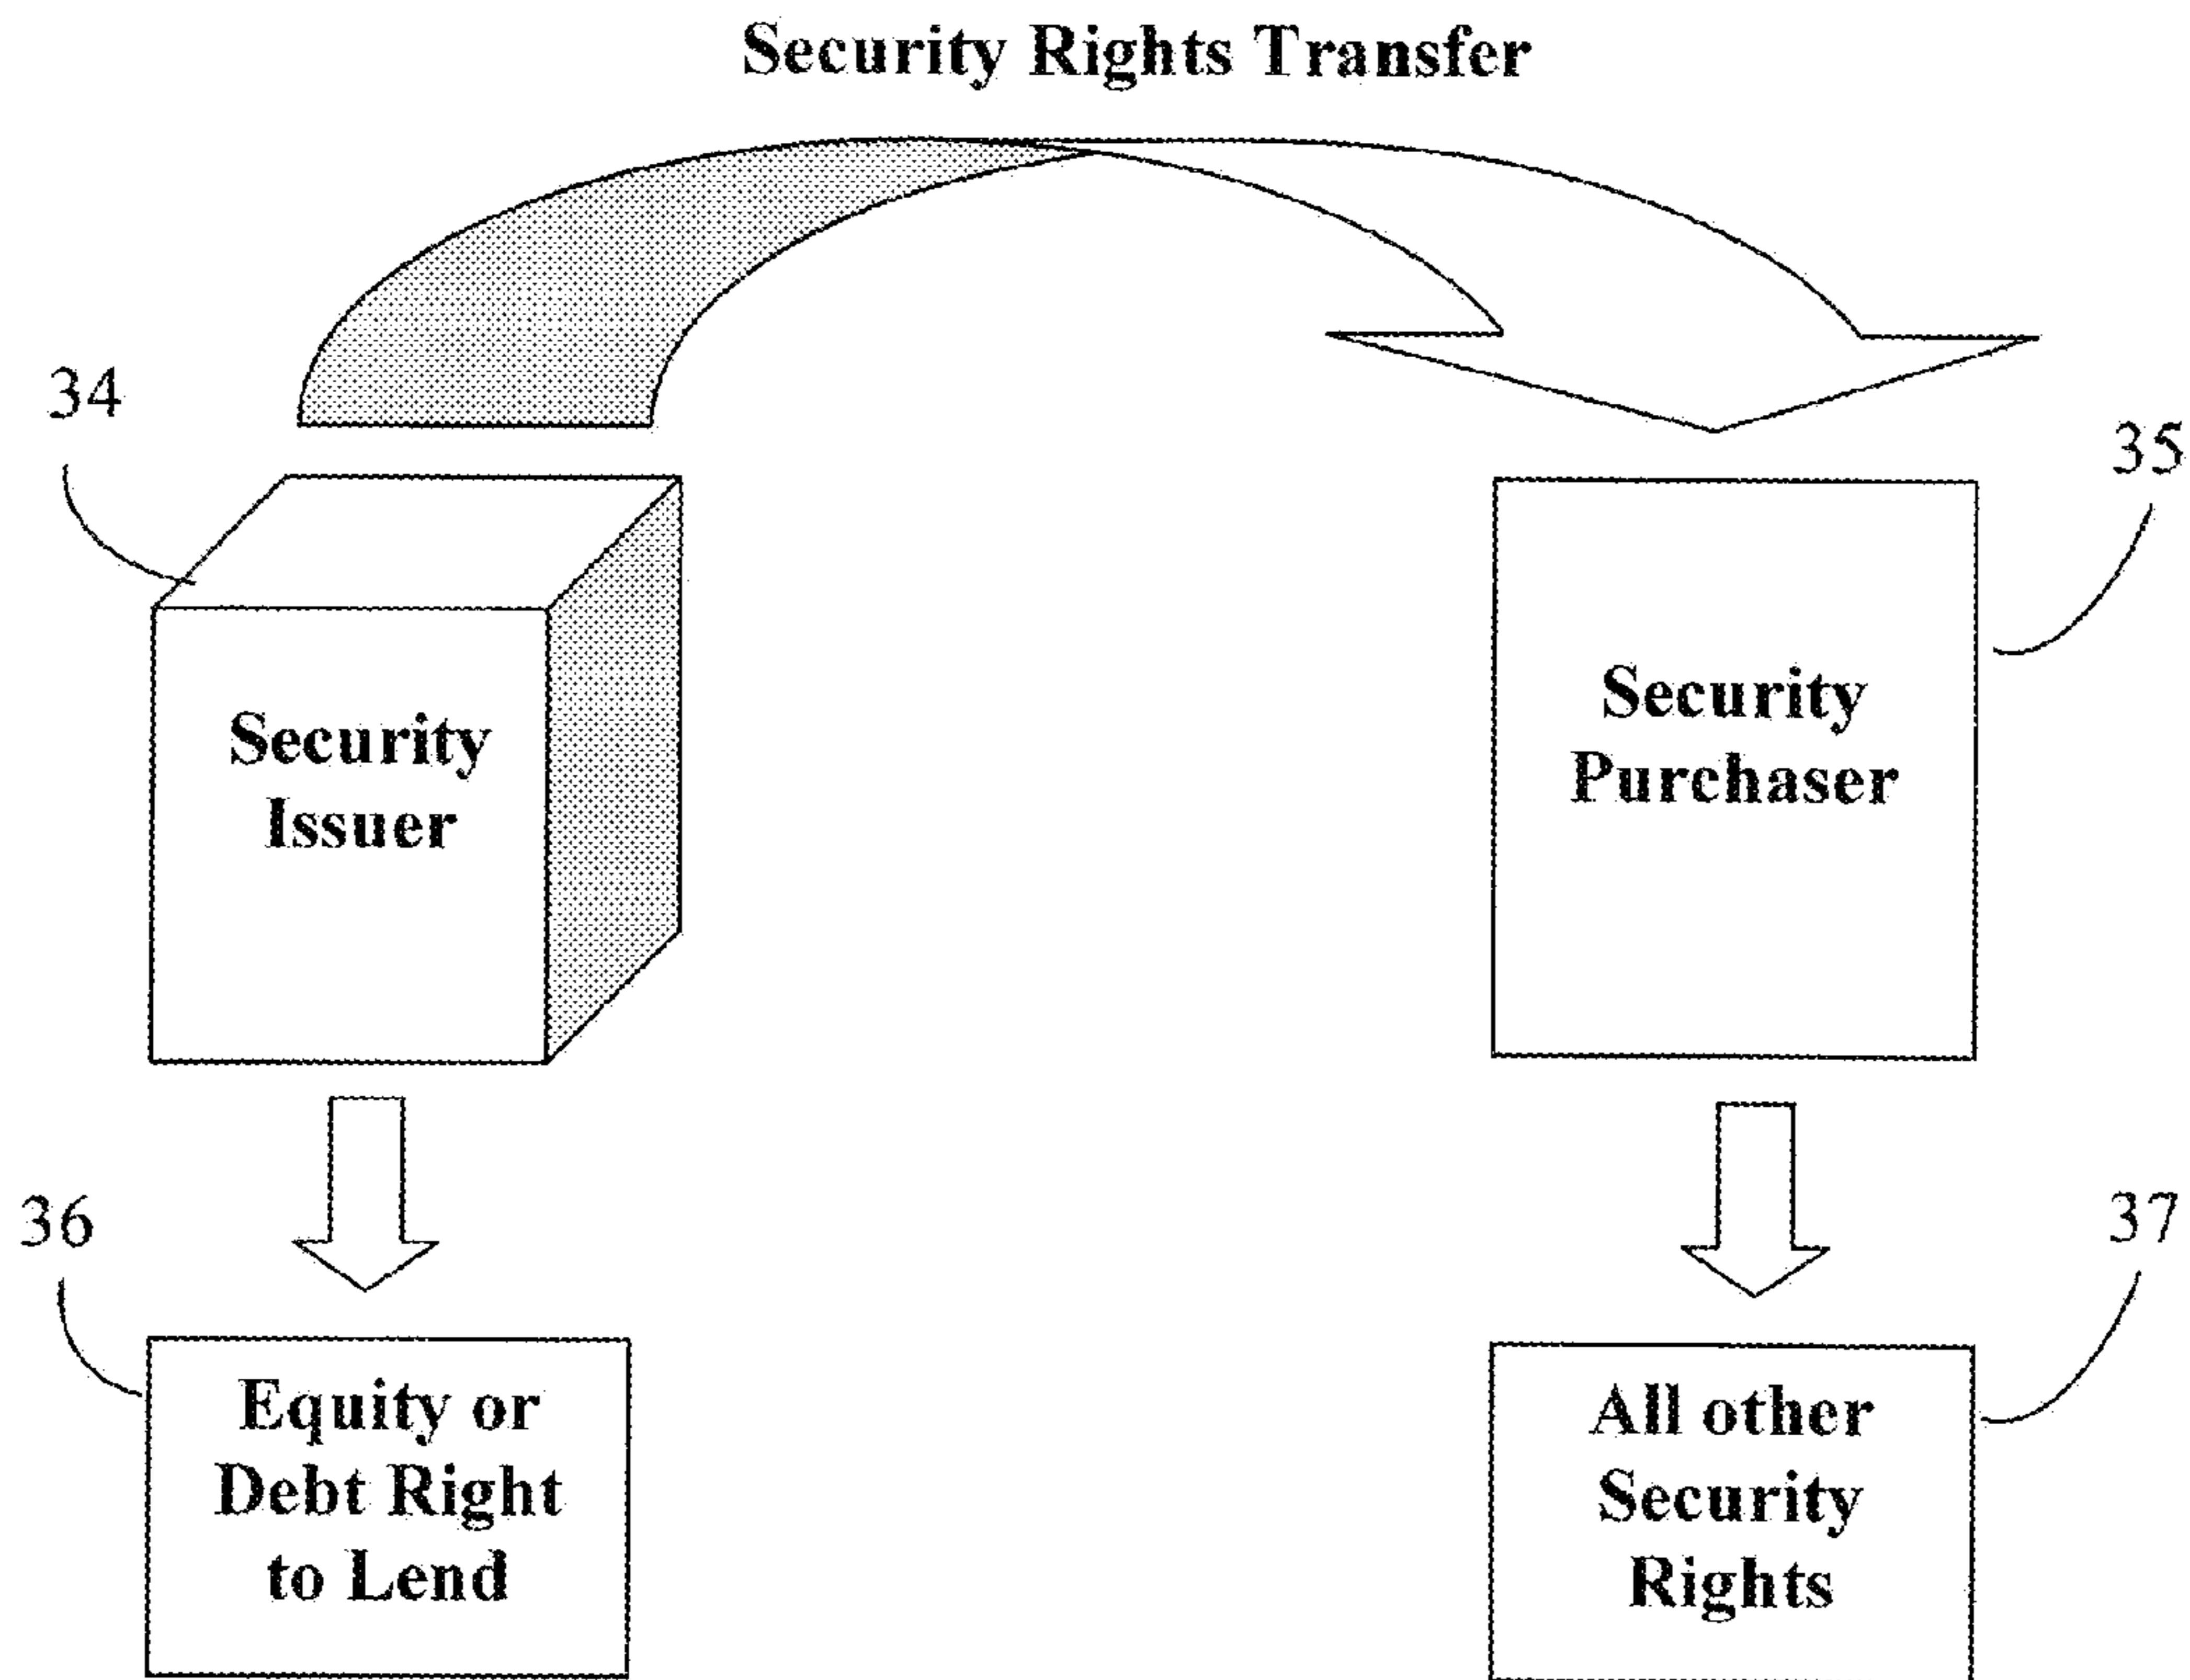 Security Rights Transfer
34
35
Security
Issuer
Security
Purchaser
36
37
Equity or
Debt Right
to Lend
All other
Security
Rights